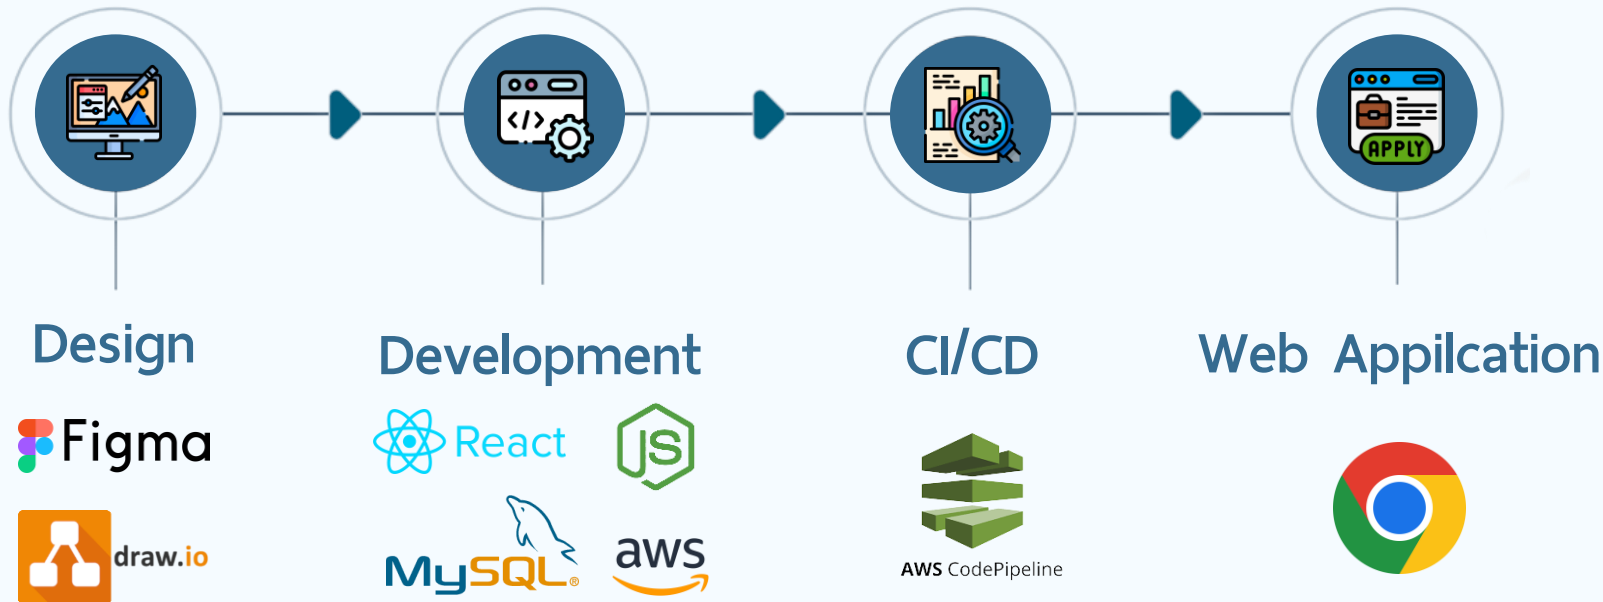 </>
APPLY
Design
Development
CI/CD
Web Appilcation
Figma
React
JS
draw.io
MySQL®
aws
AWS CodePipeline